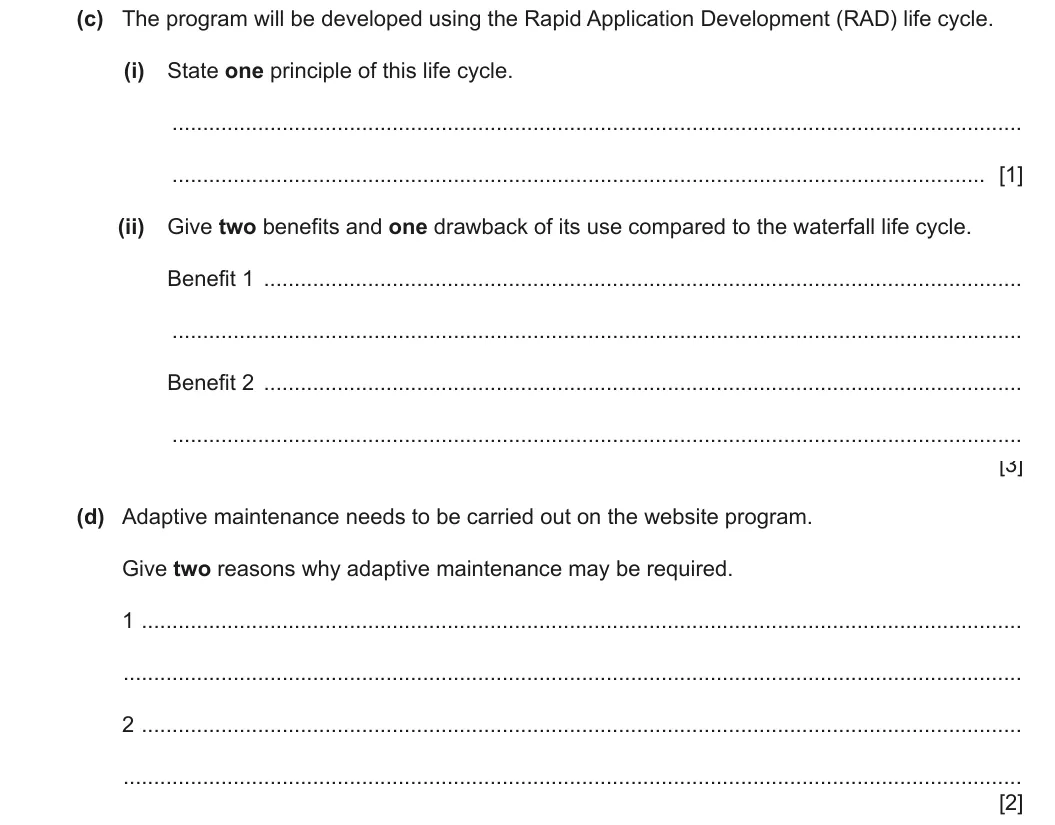 (c) The program will be developed using the Rapid Application Development (RAD) life cycle.
(i) State one principle of this life cycle.
...........................................................................................................................................
..................................................................................................................................... [1]
(ii) Give two benefits and one drawback of its use compared to the waterfall life cycle.
Benefit 1 ............................................................................................................................
...........................................................................................................................................
Benefit 2 ............................................................................................................................
...........................................................................................................................................
[3]
(d) Adaptive maintenance needs to be carried out on the website program.
Give two reasons why adaptive maintenance may be required.
1 ................................................................................................................................................
...................................................................................................................................................
2 ................................................................................................................................................
...................................................................................................................................................
[2]